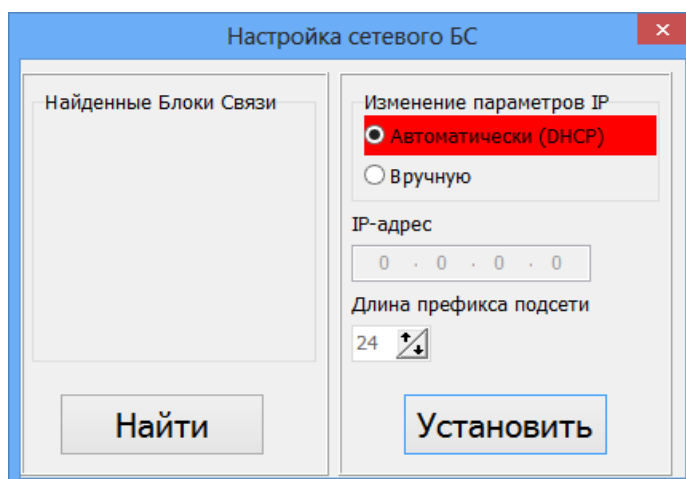 Настройка сетевого БС
Найденные Блоки Связи
Найти
Изменение параметров IP
Автоматически (DHCP)
Вручную
IP-адрес
0 . 0 . 0 . 0
Длина префикса подсети
24
Установить